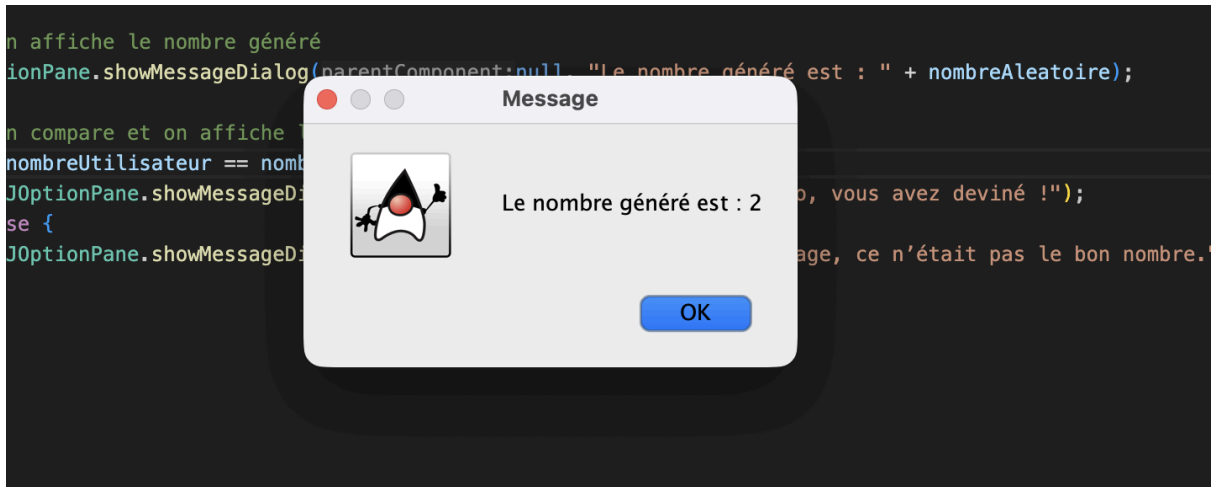 n affiche le nombre généré
ionPane.showMessageDialog(parentComponent:null, "Le nombre généré est : " + nombreAleatoire);
Message
n compare et on affiche
nombreUtilisateur == nomb
JOptionPane.showMessageDi o, vous avez deviné !");
Le nombre généré est : 2
se {
JOptionPane.showMessageDi age, ce n’était pas le bon nombre."
OK